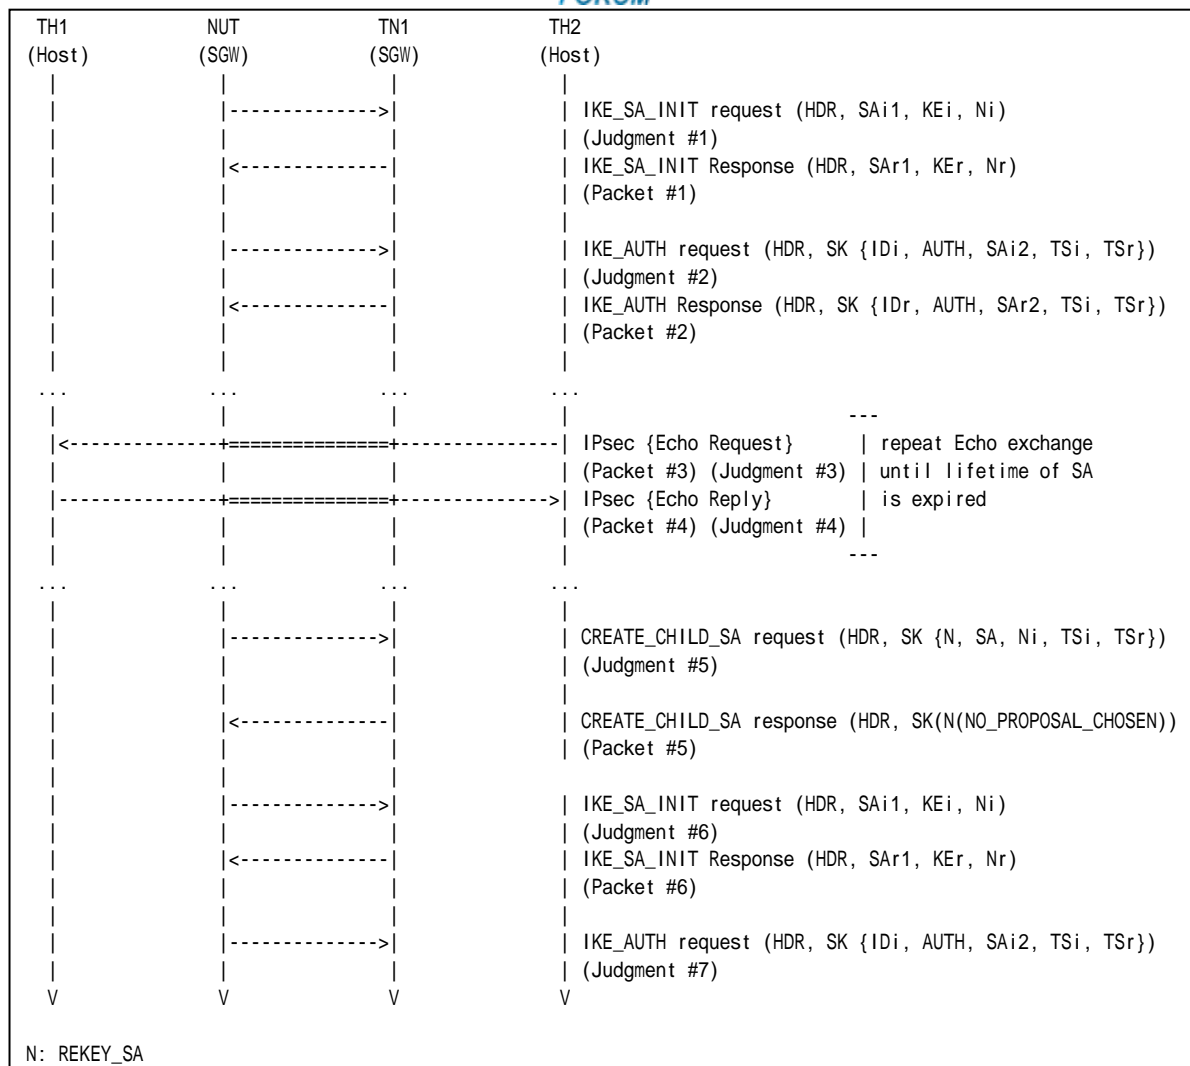 FORUM
TH1 NUT TN1 TH2
(Host) (SGW) (SGW) (Host)
| | | |
| |-------------->| | IKE_SA_INIT request (HDR, SAi1, KEi, Ni)
| | | | (Judgment #1)
| |<--------------| | IKE_SA_INIT Response (HDR, SAr1, KEr, Nr)
| | | | (Packet #1)
| | | |
| |-------------->| | IKE_AUTH request (HDR, SK {IDi, AUTH, SAi2, TSi, TSr})
| | | | (Judgment #2)
| |<--------------| | IKE_AUTH Response (HDR, SK {IDr, AUTH, SAr2, TSi, TSr})
| | | | (Packet #2)
| | | |
... ... ... ...
| | | | ---
|<--------------+===============+---------------| IPsec {Echo Request} | repeat Echo exchange
| | | | (Packet #3) (Judgment #3) | until lifetime of SA
|---------------+===============+-------------->| IPsec {Echo Reply} | is expired
| | | | (Packet #4) (Judgment #4) |
| | | | ---
... ... ... ...
| | | |
| |-------------->| | CREATE_CHILD_SA request (HDR, SK {N, SA, Ni, TSi, TSr})
| | | | (Judgment #5)
| | | |
| |<--------------| | CREATE_CHILD_SA response (HDR, SK(N(NO_PROPOSAL_CHOSEN))
| | | | (Packet #5)
| | | |
| |-------------->| | IKE_SA_INIT request (HDR, SAi1, KEi, Ni)
| | | | (Judgment #6)
| |<--------------| | IKE_SA_INIT Response (HDR, SAr1, KEr, Nr)
| | | | (Packet #6)
| | | |
| |-------------->| | IKE_AUTH request (HDR, SK {IDi, AUTH, SAi2, TSi, TSr})
| | | | (Judgment #7)
V V V V
N: REKEY_SA